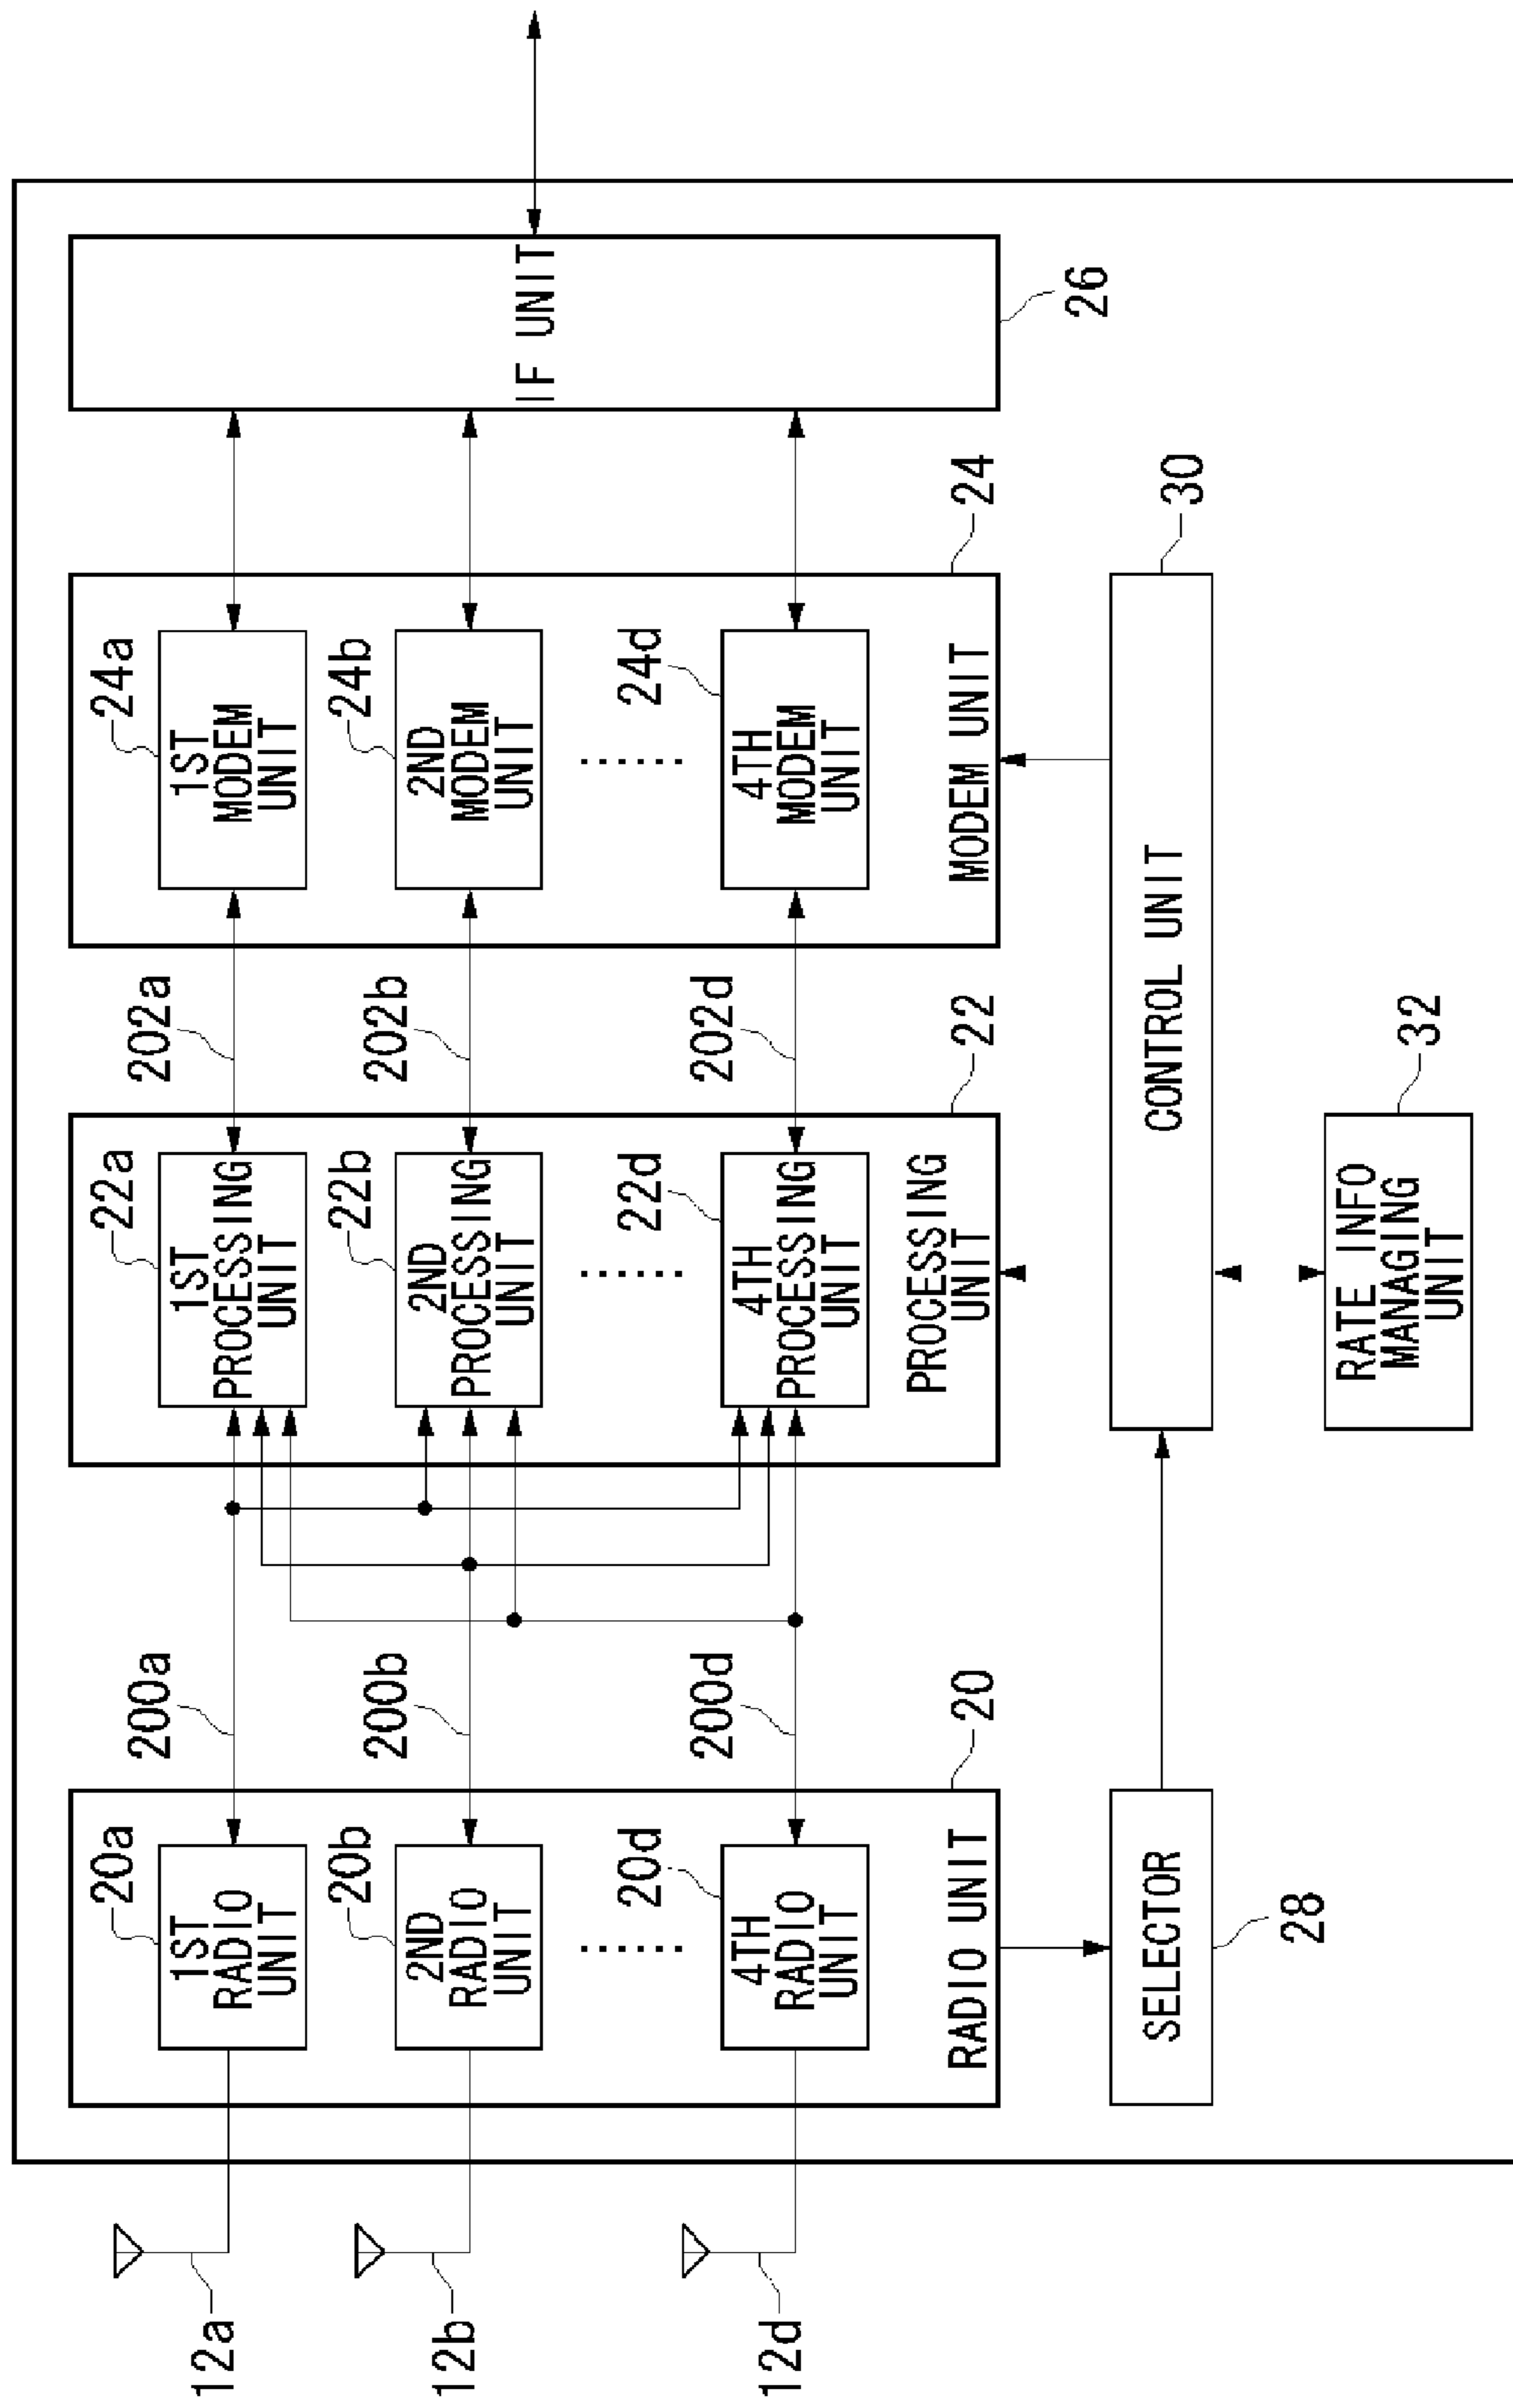 12a
12b
12d
20a
1ST
RADIO
UNIT
20b
2ND
RADIO
UNIT
......
20d
4TH
RADIO
UNIT
RADIO UNIT
20
200a
200b
200d
22a
1ST
PROCESSING
UNIT
22b
2ND
PROCESSING
UNIT
......
22d
4TH
PROCESSING
UNIT
PROCESSING
UNIT
22
202a
202b
202d
24a
1ST
MODEM
UNIT
24b
2ND
MODEM
UNIT
......
24d
4TH
MODEM
UNIT
MODEM UNIT
24
IF UNIT
26
SELECTOR
28
CONTROL UNIT
30
RATE INFO
MANAGING
UNIT
32